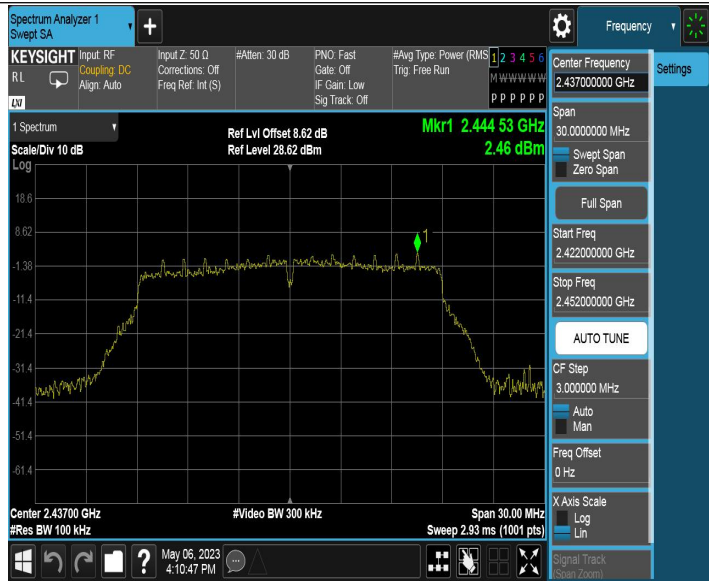 Spectrum Analyzer 1
Swept SA
Frequency
KEYSIGHT
RL
LXI
Input: RF
Coupling: DC
Align: Auto
Input Z: 50 Ω
Corrections: Off
Freq Ref: Int (S)
#Atten: 30 dB
PNO: Fast
Gate: Off
IF Gain: Low
Sig Track: Off
#Avg Type: Power (RMS
Trig: Free Run
1 2 3 4 5 6
M W W W W W
P P P P P P
1 Spectrum
Scale/Div 10 dB
Log
Ref Lvl Offset 8.62 dB
Ref Level 28.62 dBm
Mkr1 2.444 53 GHz
2.46 dBm
18.6
8.62
-1.38
-11.4
-21.4
-31.4
-41.4
-51.4
-61.4
1
Center 2.43700 GHz
#Res BW 100 kHz
#Video BW 300 kHz
Span 30.00 MHz
Sweep 2.93 ms (1001 pts)
Center Frequency
2.437000000 GHz
Span
30.0000000 MHz
Swept Span
Zero Span
Full Span
Start Freq
2.422000000 GHz
Stop Freq
2.452000000 GHz
AUTO TUNE
CF Step
3.000000 MHz
Auto
Man
Freq Offset
0 Hz
X Axis Scale
Log
Lin
Signal Track
(Span Zoom)
Settings
?
May 06, 2023
4:10:47 PM